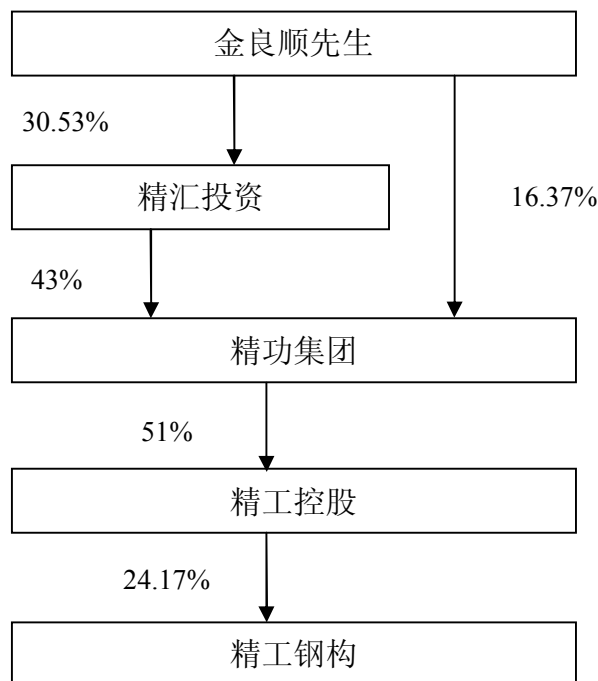 金良顺先生
30.53%
精汇投资
16.37%
43%
精功集团
51%
精工控股
24.17%
精工钢构